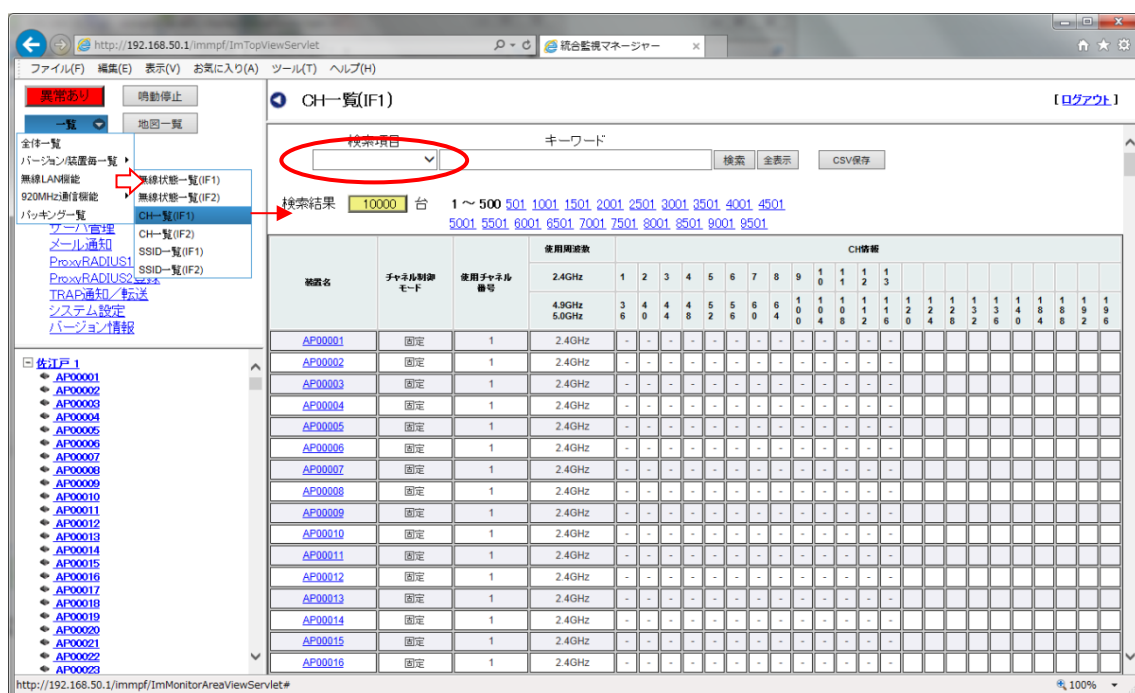 http://192.168.50.1/immpf/ImTopViewServlet
統合監視マネージャー
ファイル(F) 編集(E) 表示(V) お気に入り(A) ツール(T) ヘルプ(H)
異常あり 鳴動停止
一覧 地図一覧
全体一覧
バージョン/装置毎一覧
無線LAN機能
920MHz通信機能
パッキング一覧
無線状態一覧(IF1)
無線状態一覧(IF2)
CH一覧(IF1)
CH一覧(IF2)
SSID一覧(IF1)
SSID一覧(IF2)
サーバ管理
メール通知
ProxyRADIUS1
ProxyRADIUS2登録
TRAP通知／転送
システム設定
バージョン情報
佐江戸 1
AP00001
AP00002
AP00003
AP00004
AP00005
AP00006
AP00007
AP00008
AP00009
AP00010
AP00011
AP00012
AP00013
AP00014
AP00015
AP00016
AP00017
AP00018
AP00019
AP00020
AP00021
AP00022
AP00023
CH一覧(IF1) [ログアウト]
検索項目 キーワード
検索 全表示 CSV保存
検索結果 10000 台 1 ～ 500 501 1001 1501 2001 2501 3001 3501 4001 4501
5001 5501 6001 6501 7001 7501 8001 8501 9001 9501
装置名 チャネル制御モード 使用チャネル番号 使用周波数 CH情報
2.4GHz 1 2 3 4 5 6 7 8 9 10 11 12 13
4.9GHz 5.0GHz 36 40 44 48 52 56 60 64 100 104 108 112 116 120 124 128 132 136 140 184 188 192 196
AP00001 固定 1 2.4GHz - - - - - - - - - - - - -
AP00002 固定 1 2.4GHz - - - - - - - - - - - - -
AP00003 固定 1 2.4GHz - - - - - - - - - - - - -
AP00004 固定 1 2.4GHz - - - - - - - - - - - - -
AP00005 固定 1 2.4GHz - - - - - - - - - - - - -
AP00006 固定 1 2.4GHz - - - - - - - - - - - - -
AP00007 固定 1 2.4GHz - - - - - - - - - - - - -
AP00008 固定 1 2.4GHz - - - - - - - - - - - - -
AP00009 固定 1 2.4GHz - - - - - - - - - - - - -
AP00010 固定 1 2.4GHz - - - - - - - - - - - - -
AP00011 固定 1 2.4GHz - - - - - - - - - - - - -
AP00012 固定 1 2.4GHz - - - - - - - - - - - - -
AP00013 固定 1 2.4GHz - - - - - - - - - - - - -
AP00014 固定 1 2.4GHz - - - - - - - - - - - - -
AP00015 固定 1 2.4GHz - - - - - - - - - - - - -
AP00016 固定 1 2.4GHz - - - - - - - - - - - - -
http://192.168.50.1/immpf/ImMonitorAreaViewServlet# 100%